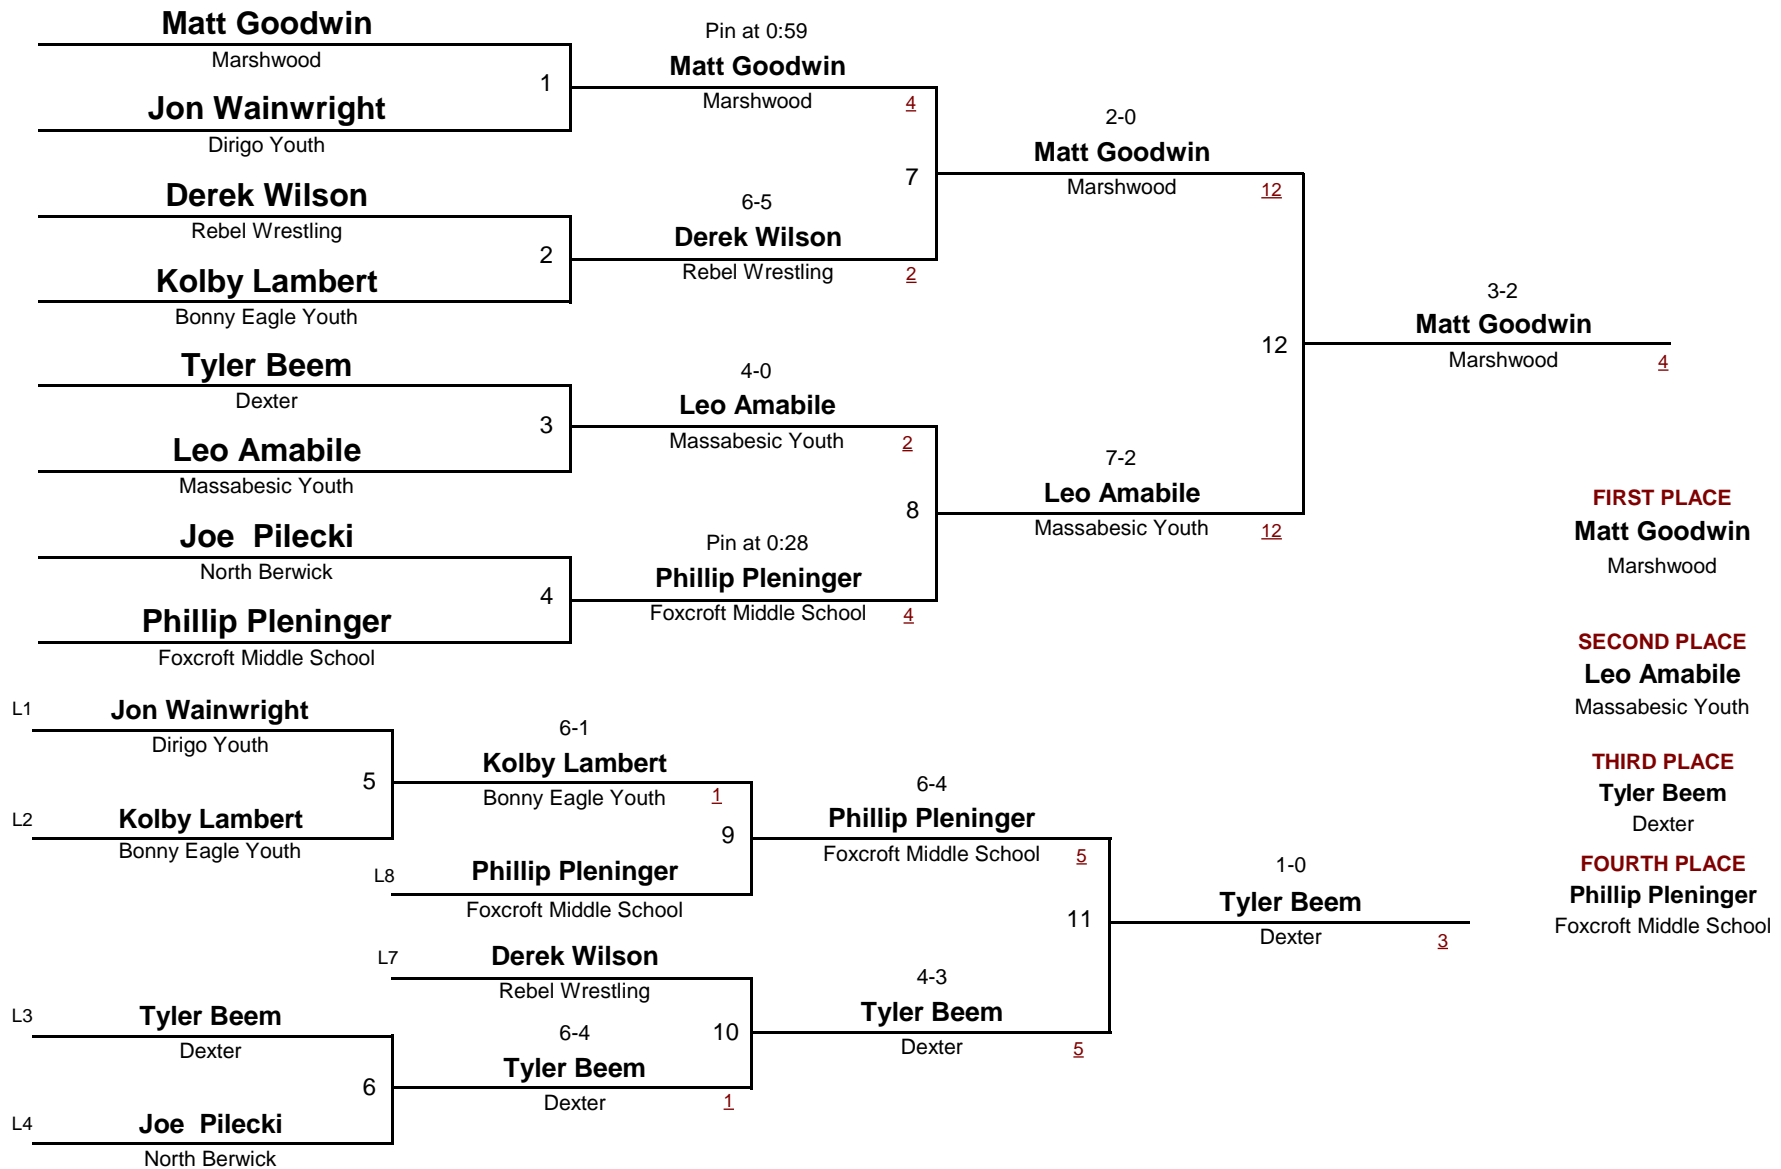 Matt Goodwin
Marshwood
1
Jon Wainwright
Dirigo Youth
Derek Wilson
Rebel Wrestling
2
Kolby Lambert
Bonny Eagle Youth
Tyler Beem
Dexter
3
Leo Amabile
Massabesic Youth
Joe  Pilecki
North Berwick
4
Phillip Pleninger
Foxcroft Middle School
Pin at 0:59
Matt Goodwin
Marshwood
4
7
6-5
Derek Wilson
Rebel Wrestling
2
4-0
Leo Amabile
Massabesic Youth
2
8
Pin at 0:28
Phillip Pleninger
Foxcroft Middle School
4
2-0
Matt Goodwin
Marshwood
12
12
7-2
Leo Amabile
Massabesic Youth
12
3-2
Matt Goodwin
Marshwood
4
FIRST PLACE
Matt Goodwin
Marshwood
SECOND PLACE
Leo Amabile
Massabesic Youth
THIRD PLACE
Tyler Beem
Dexter
FOURTH PLACE
Phillip Pleninger
Foxcroft Middle School
L1
Jon Wainwright
Dirigo Youth
5
L2
Kolby Lambert
Bonny Eagle Youth
6-1
Kolby Lambert
Bonny Eagle Youth
1
9
L8
Phillip Pleninger
Foxcroft Middle School
L7
Derek Wilson
Rebel Wrestling
10
L3
Tyler Beem
Dexter
6
L4
Joe  Pilecki
North Berwick
6-4
Tyler Beem
Dexter
1
6-4
Phillip Pleninger
Foxcroft Middle School
5
11
4-3
Tyler Beem
Dexter
5
1-0
Tyler Beem
Dexter
3